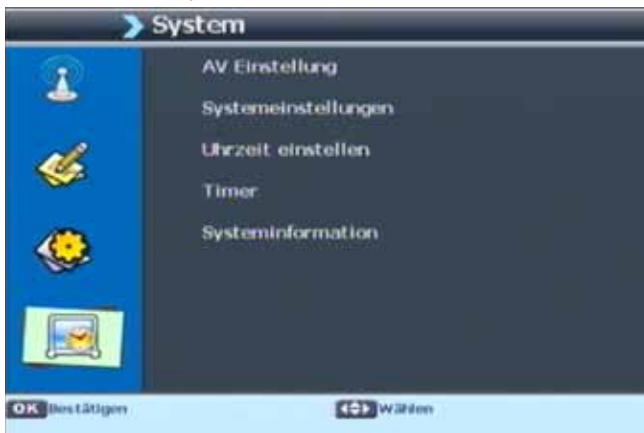 System
AV Einstellung
Systemeinstellungen
Uhrzeit einstellen
Timer
Systeminformation
OK Bestätigen
Wählen